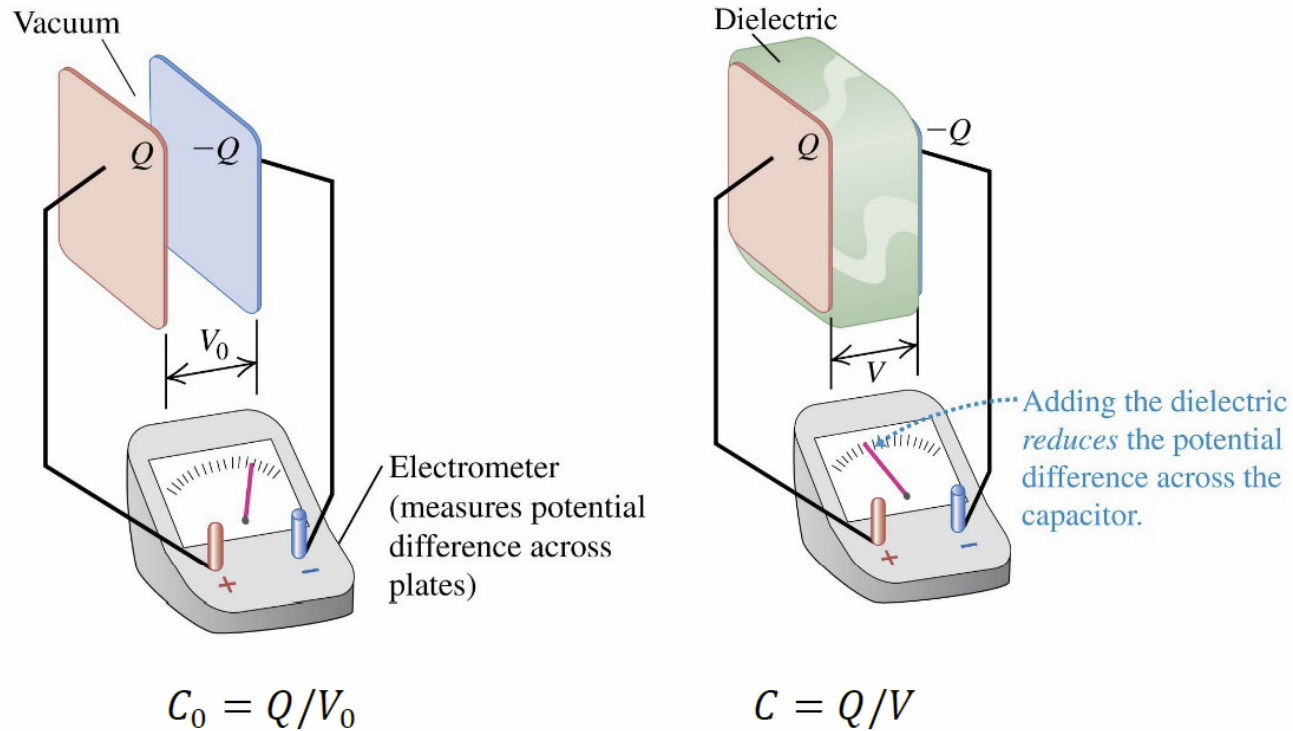 Vacuum
Q
−Q
V₀
Electrometer
(measures potential
difference across
plates)
+
−
C₀ = Q/V₀
Dielectric
Q
−Q
V
Adding the dielectric
reduces the potential
difference across the
capacitor.
+
−
C = Q/V